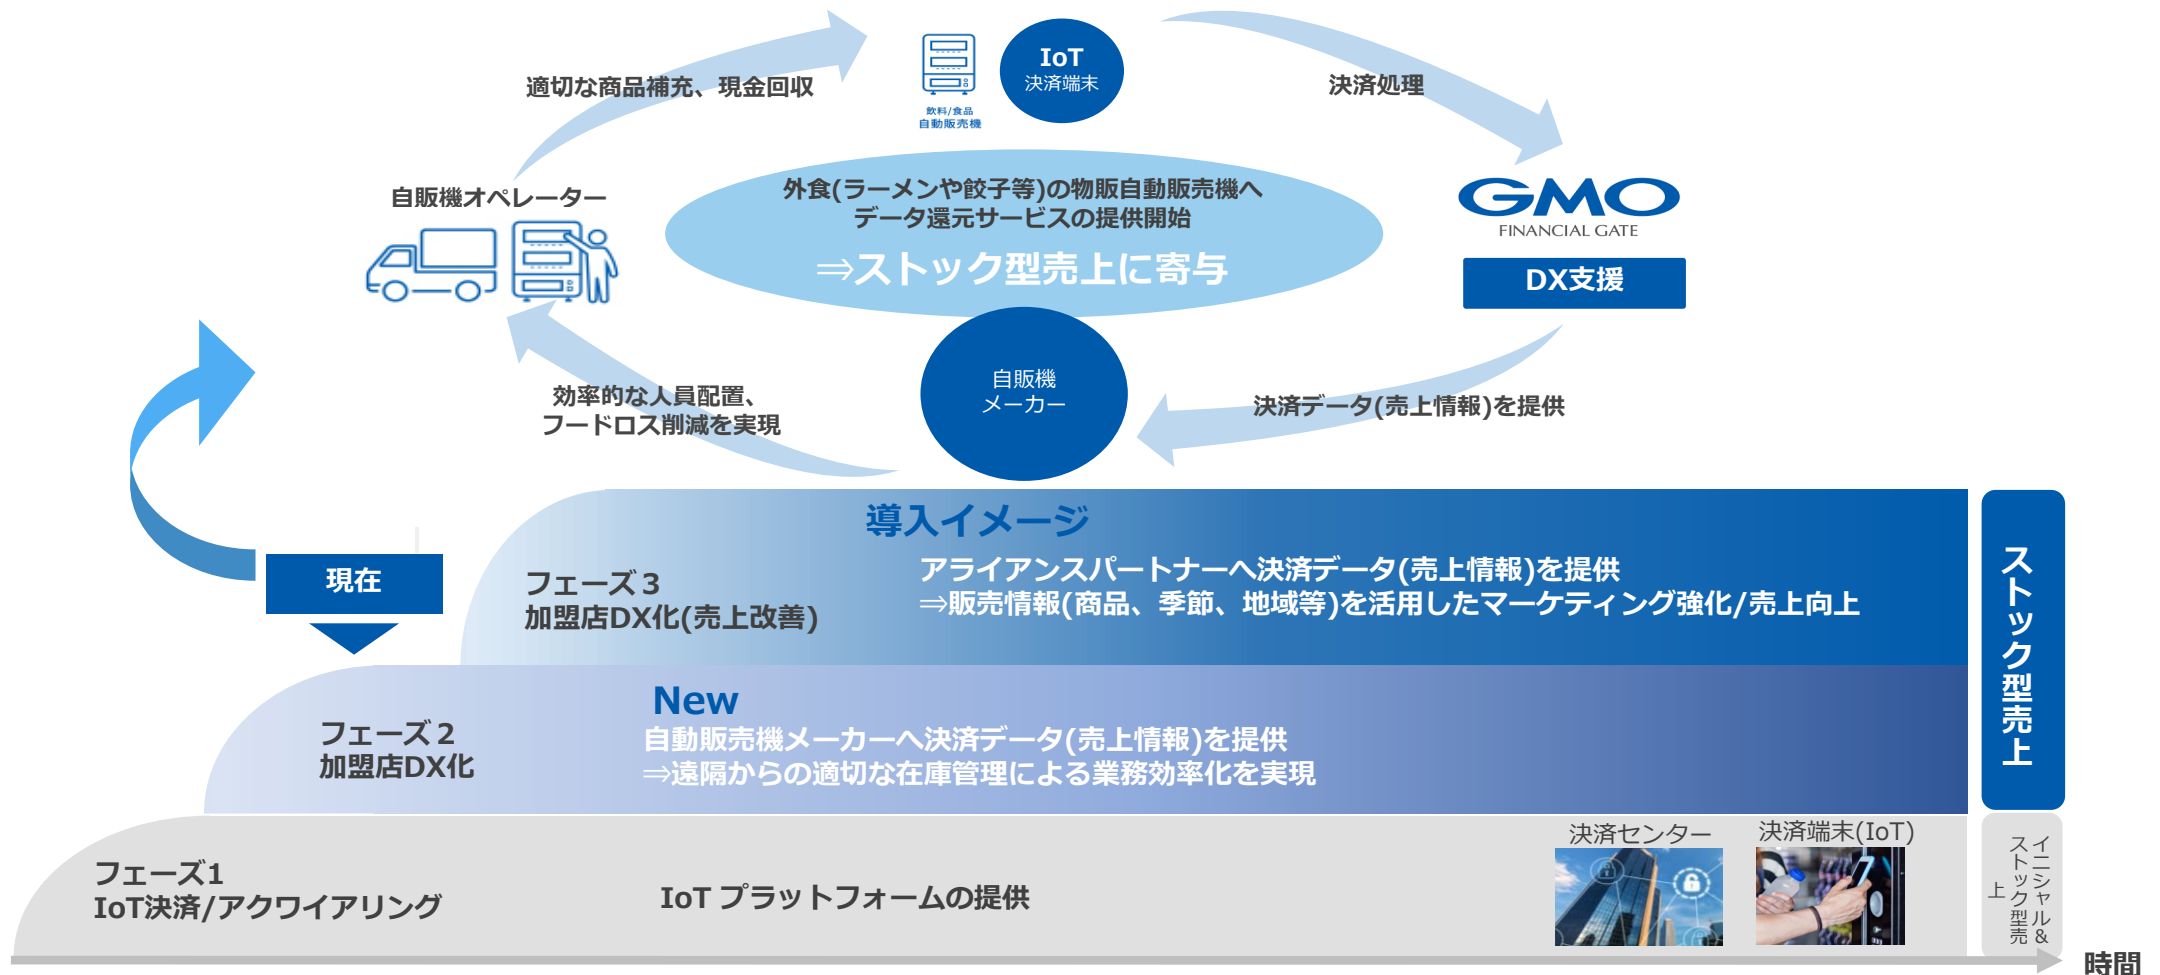 IoT
決済端末
飲料/食品
自動販売機
適切な商品補充、現金回収
決済処理
自販機オペレーター
外食(ラーメンや餃子等)の物販自動販売機へ
データ還元サービスの提供開始
⇒ストック型売上に寄与
GMO
FINANCIAL GATE
DX支援
自販機
メーカー
効率的な人員配置、
フードロス削減を実現
決済データ(売上情報)を提供
導入イメージ
現在
フェーズ3
加盟店DX化(売上改善)
アライアンスパートナーへ決済データ(売上情報)を提供
⇒販売情報(商品、季節、地域等)を活用したマーケティング強化/売上向上
ストック型売上
New
フェーズ2
加盟店DX化
自動販売機メーカーへ決済データ(売上情報)を提供
⇒遠隔からの適切な在庫管理による業務効率化を実現
フェーズ1
IoT決済/アクワイアリング
IoT プラットフォームの提供
決済センター
決済端末(IoT)
イニシャル&
ストック型売
上
時間